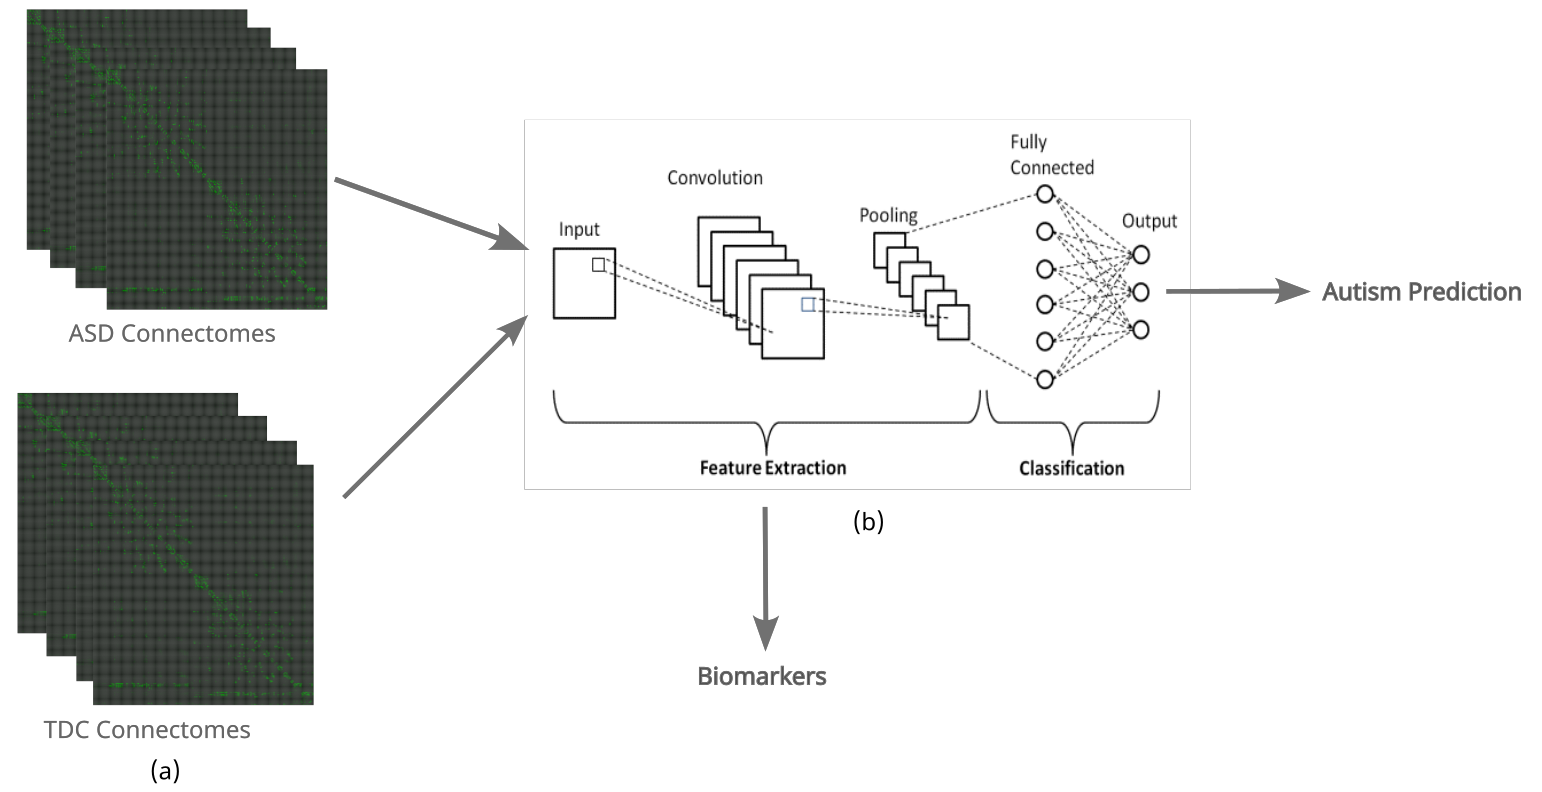 ASD Connectomes
TDC Connectomes
(a)
Input
Convolution
Pooling
Fully
Connected
Output
Feature Extraction
Classification
(b)
Biomarkers
Autism Prediction